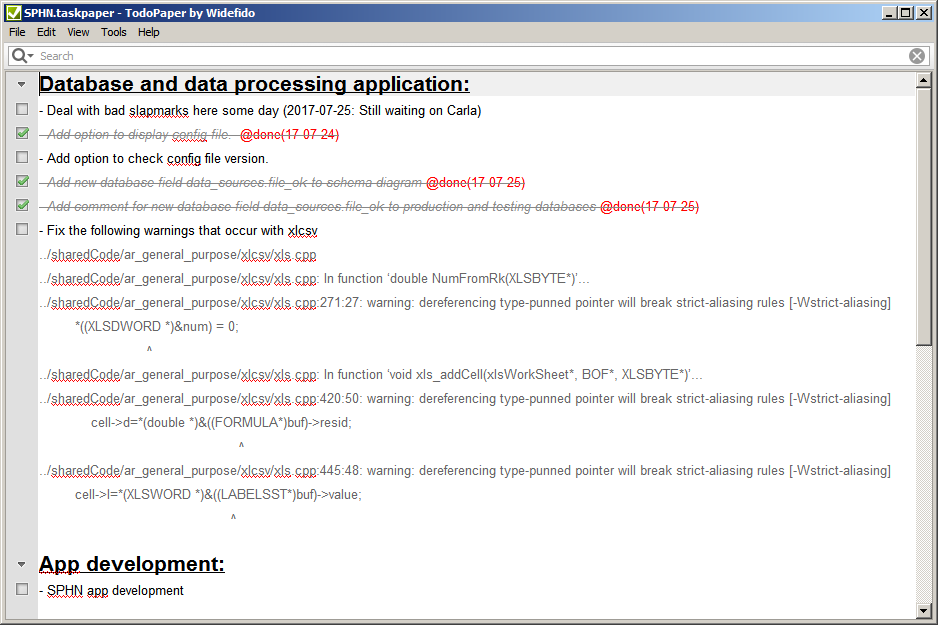 SPHN.taskpaper - TodoPaper by Widefido
File Edit View Tools Help
Search
Database and data processing application:
- Deal with bad slapmarks here some day (2017-07-25: Still waiting on Carla)
- Add option to display config file. @done(17-07-24)
- Add option to check config file version.
- Add new database field data_sources.file_ok to schema diagram @done(17-07-25)
- Add comment for new database field data_sources.file_ok to production and testing databases @done(17-07-25)
- Fix the following warnings that occur with xlcsv
../sharedCode/ar_general_purpose/xlcsv/xls.cpp
../sharedCode/ar_general_purpose/xlcsv/xls.cpp: In function ‘double NumFromRk(XLSBYTE*)’...
../sharedCode/ar_general_purpose/xlcsv/xls.cpp:271:27: warning: dereferencing type-punned pointer will break strict-aliasing rules [-Wstrict-aliasing]
*((XLSDWORD *)&num) = 0;
^
../sharedCode/ar_general_purpose/xlcsv/xls.cpp: In function ‘void xls_addCell(xlsWorkSheet*, BOF*, XLSBYTE*)’...
../sharedCode/ar_general_purpose/xlcsv/xls.cpp:420:50: warning: dereferencing type-punned pointer will break strict-aliasing rules [-Wstrict-aliasing]
cell->d=*(double *)&((FORMULA*)buf)->resid;
^
../sharedCode/ar_general_purpose/xlcsv/xls.cpp:445:48: warning: dereferencing type-punned pointer will break strict-aliasing rules [-Wstrict-aliasing]
cell->l=*(XLSWORD *)&((LABELSST*)buf)->value;
^
App development:
- SPHN app development